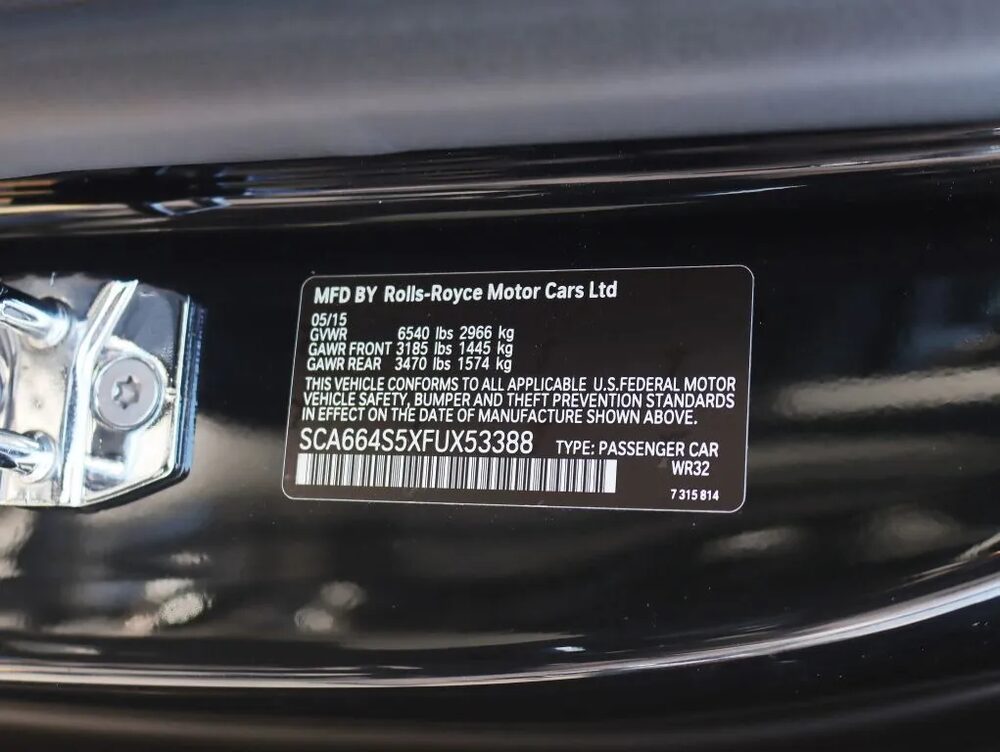 MFD BY Rolls-Royce Motor Cars Ltd
05/15
GVWR 6540 lbs 2966 kg
GAWR FRONT 3185 lbs 1445 kg
GAWR REAR 3470 lbs 1574 kg
THIS VEHICLE CONFORMS TO ALL APPLICABLE U.S.FEDERAL MOTOR
VEHICLE SAFETY, BUMPER AND THEFT PREVENTION STANDARDS
IN EFFECT ON THE DATE OF MANUFACTURE SHOWN ABOVE.
SCA664S5XFUX53388 TYPE: PASSENGER CAR
WR32
7 315 814